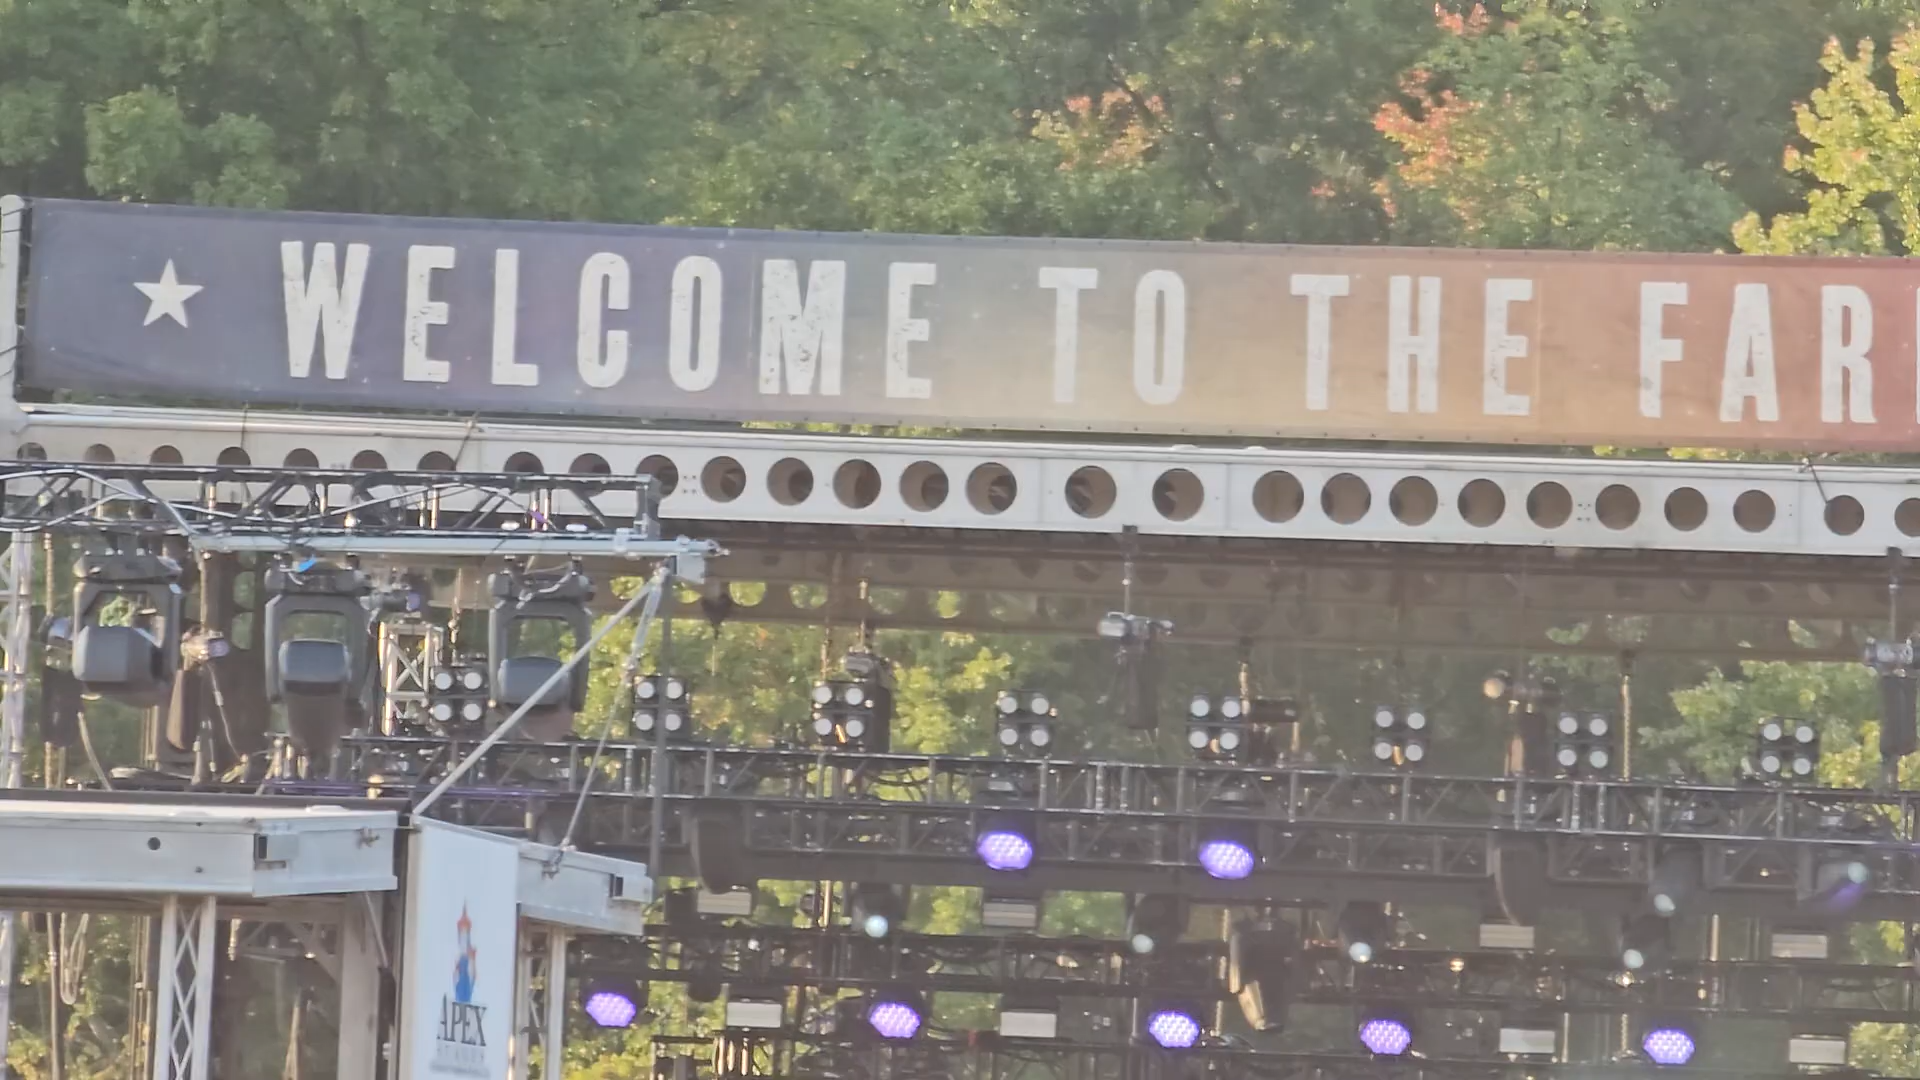 ★ WELCOME TO THE FAR
APEX